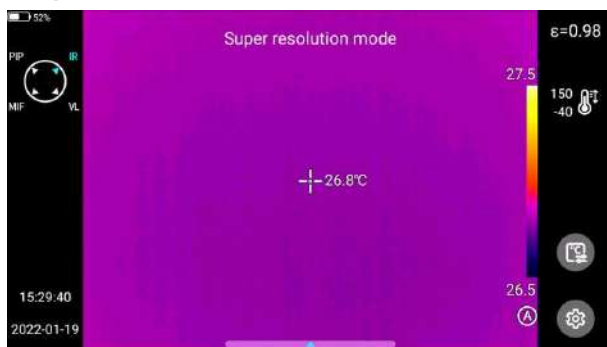 52%
Super resolution mode
ε=0.98
PIP
IR
27.5
150
-40
MIF
VL
26.8℃
℃
15:29:40
26.5
A
2022-01-19